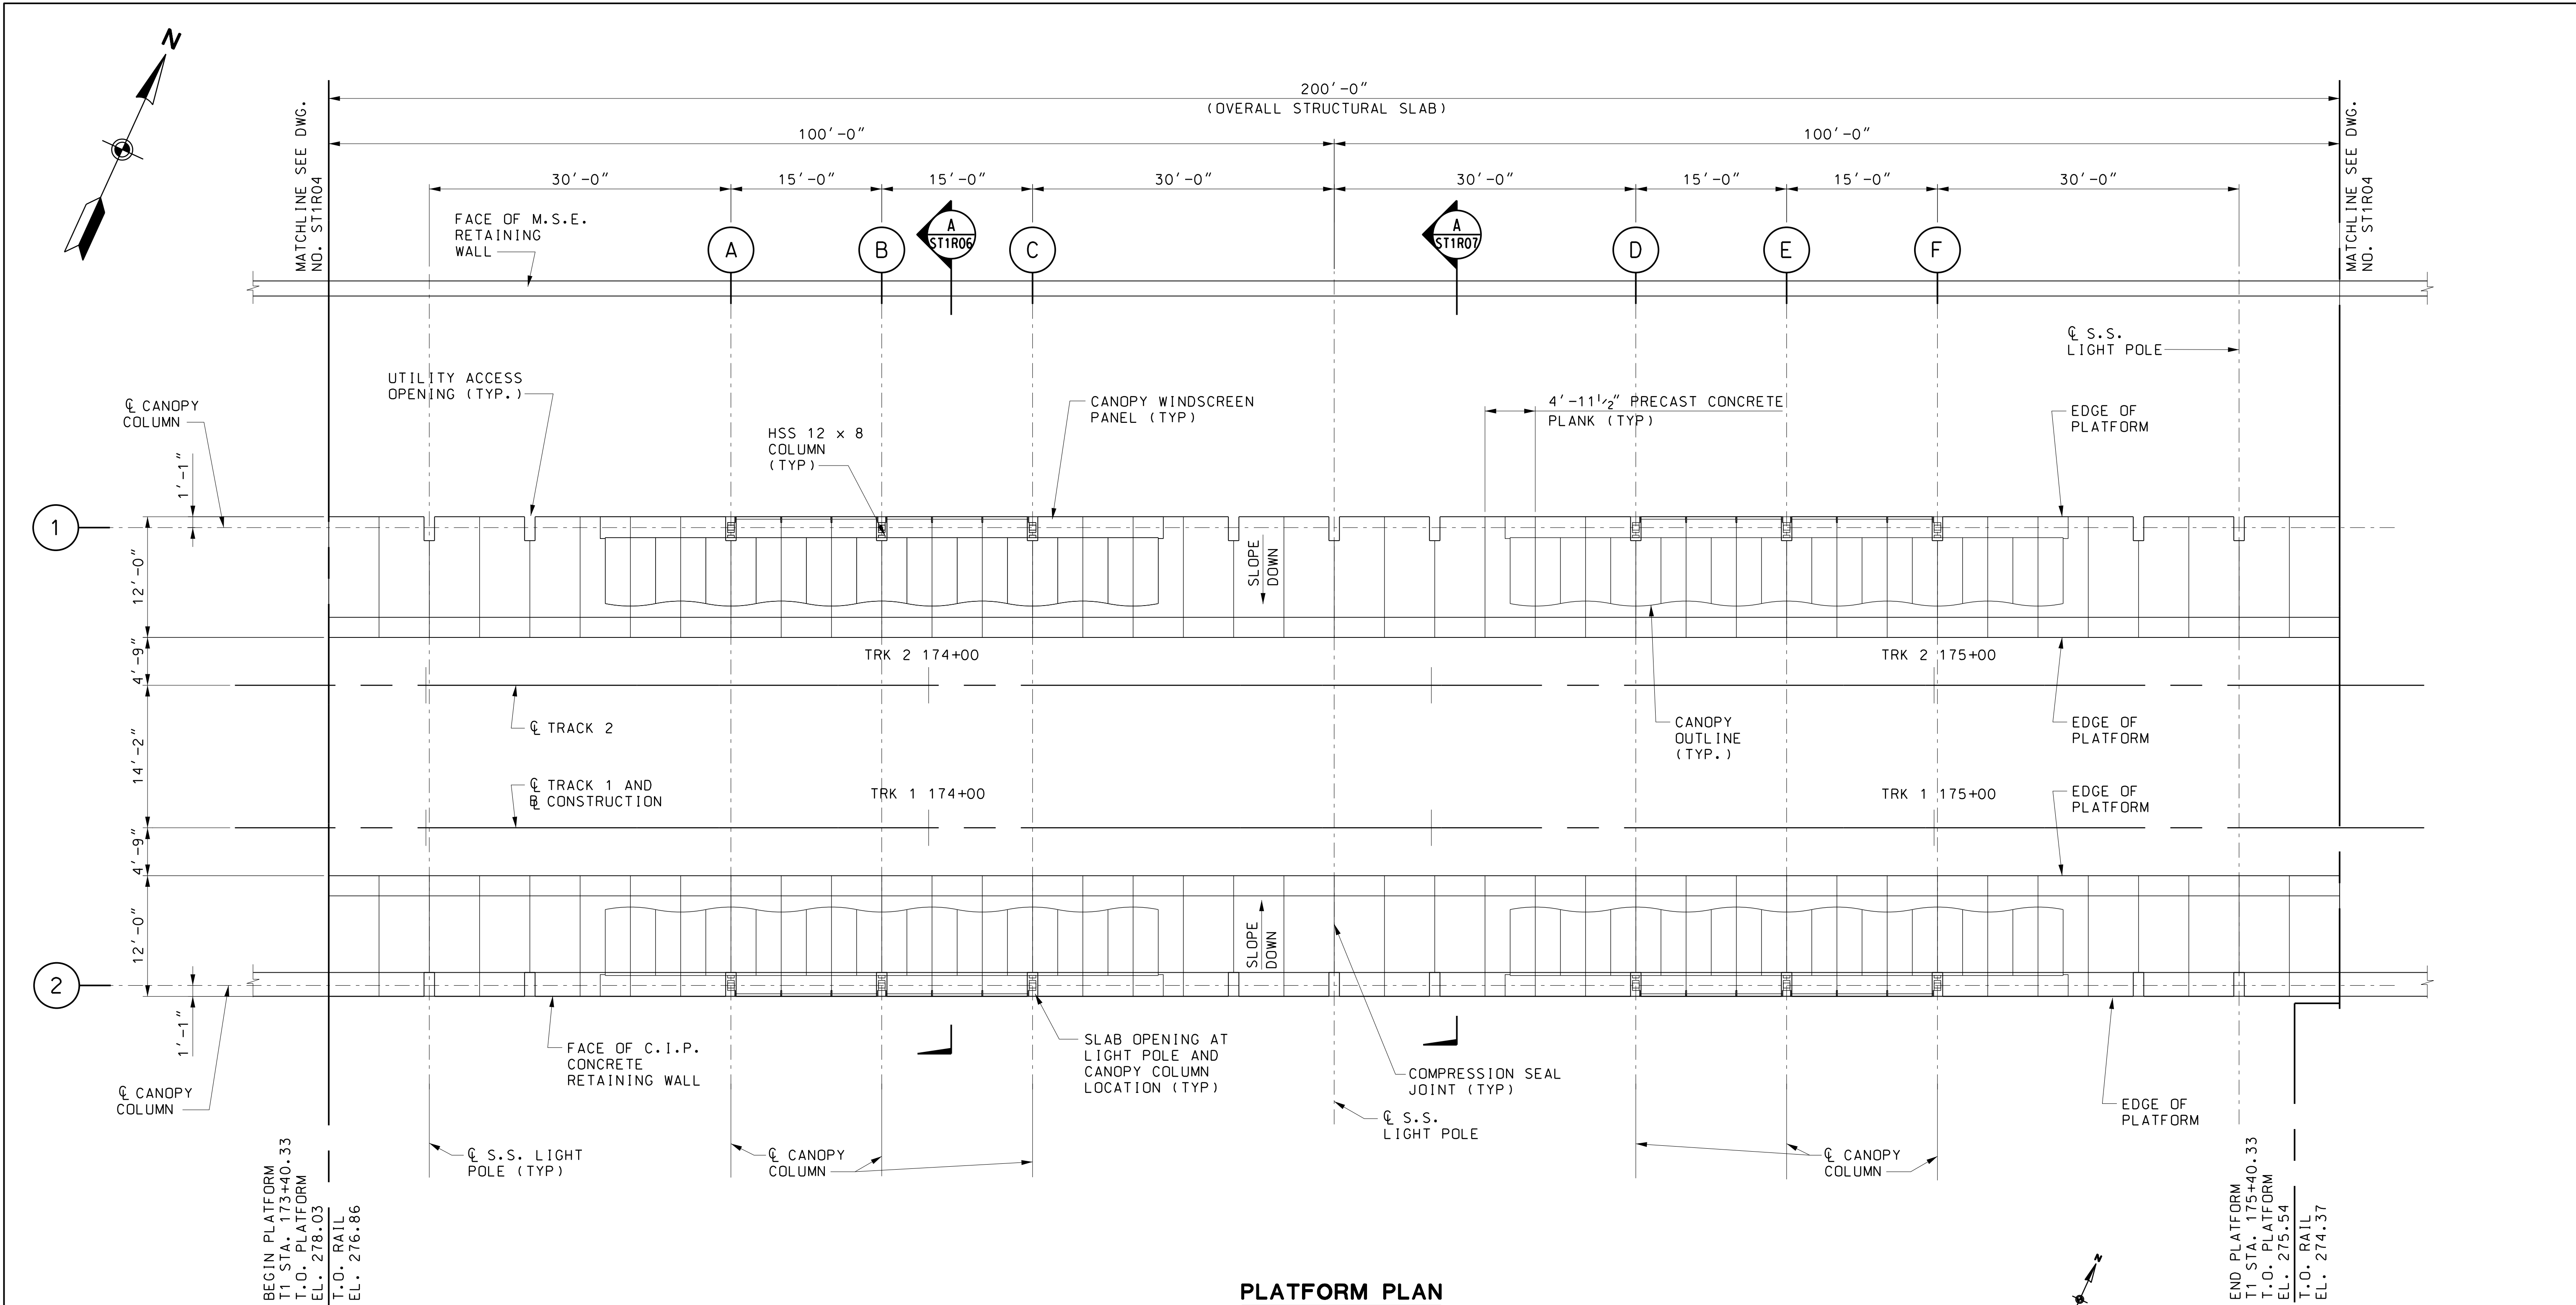 N
MATCHLINE SEE DWG.
NO. ST1R04
200'-0"
(OVERALL STRUCTURAL SLAB)
MATCHLINE SEE DWG.
NO. ST1R04
100'-0"
100'-0"
30'-0"
15'-0"
15'-0"
30'-0"
30'-0"
15'-0"
15'-0"
30'-0"
FACE OF M.S.E.
RETAINING
WALL
A
B
A
ST1R06
C
A
ST1R07
D
E
F
℄ S.S.
LIGHT POLE
UTILITY ACCESS
OPENING (TYP.)
℄ CANOPY
COLUMN
HSS 12 x 8
COLUMN
(TYP)
CANOPY WINDSCREEN
PANEL (TYP)
4'-11 1/2" PRECAST CONCRETE
PLANK (TYP)
EDGE OF
PLATFORM
1'-1"
1
12'-0"
SLOPE
DOWN
4'-9"
TRK 2 174+00
TRK 2 175+00
℄ TRACK 2
CANOPY
OUTLINE
(TYP.)
EDGE OF
PLATFORM
14'-2"
℄ TRACK 1 AND
B CONSTRUCTION
TRK 1 174+00
TRK 1 175+00
EDGE OF
PLATFORM
4'-9"
12'-0"
SLOPE
DOWN
2
1'-1"
℄ CANOPY
COLUMN
FACE OF C.I.P.
CONCRETE
RETAINING WALL
SLAB OPENING AT
LIGHT POLE AND
CANOPY COLUMN
LOCATION (TYP)
COMPRESSION SEAL
JOINT (TYP)
℄ S.S.
LIGHT POLE
EDGE OF
PLATFORM
℄ S.S. LIGHT
POLE (TYP)
℄ CANOPY
COLUMN
℄ CANOPY
COLUMN
BEGIN PLATFORM
T1 STA. 173+40.33
T.O. PLATFORM
EL. 278.03
T.O. RAIL
EL. 276.86
END PLATFORM
T1 STA. 175+40.33
T.O. PLATFORM
EL. 275.54
T.O. RAIL
EL. 274.37
PLATFORM PLAN
N